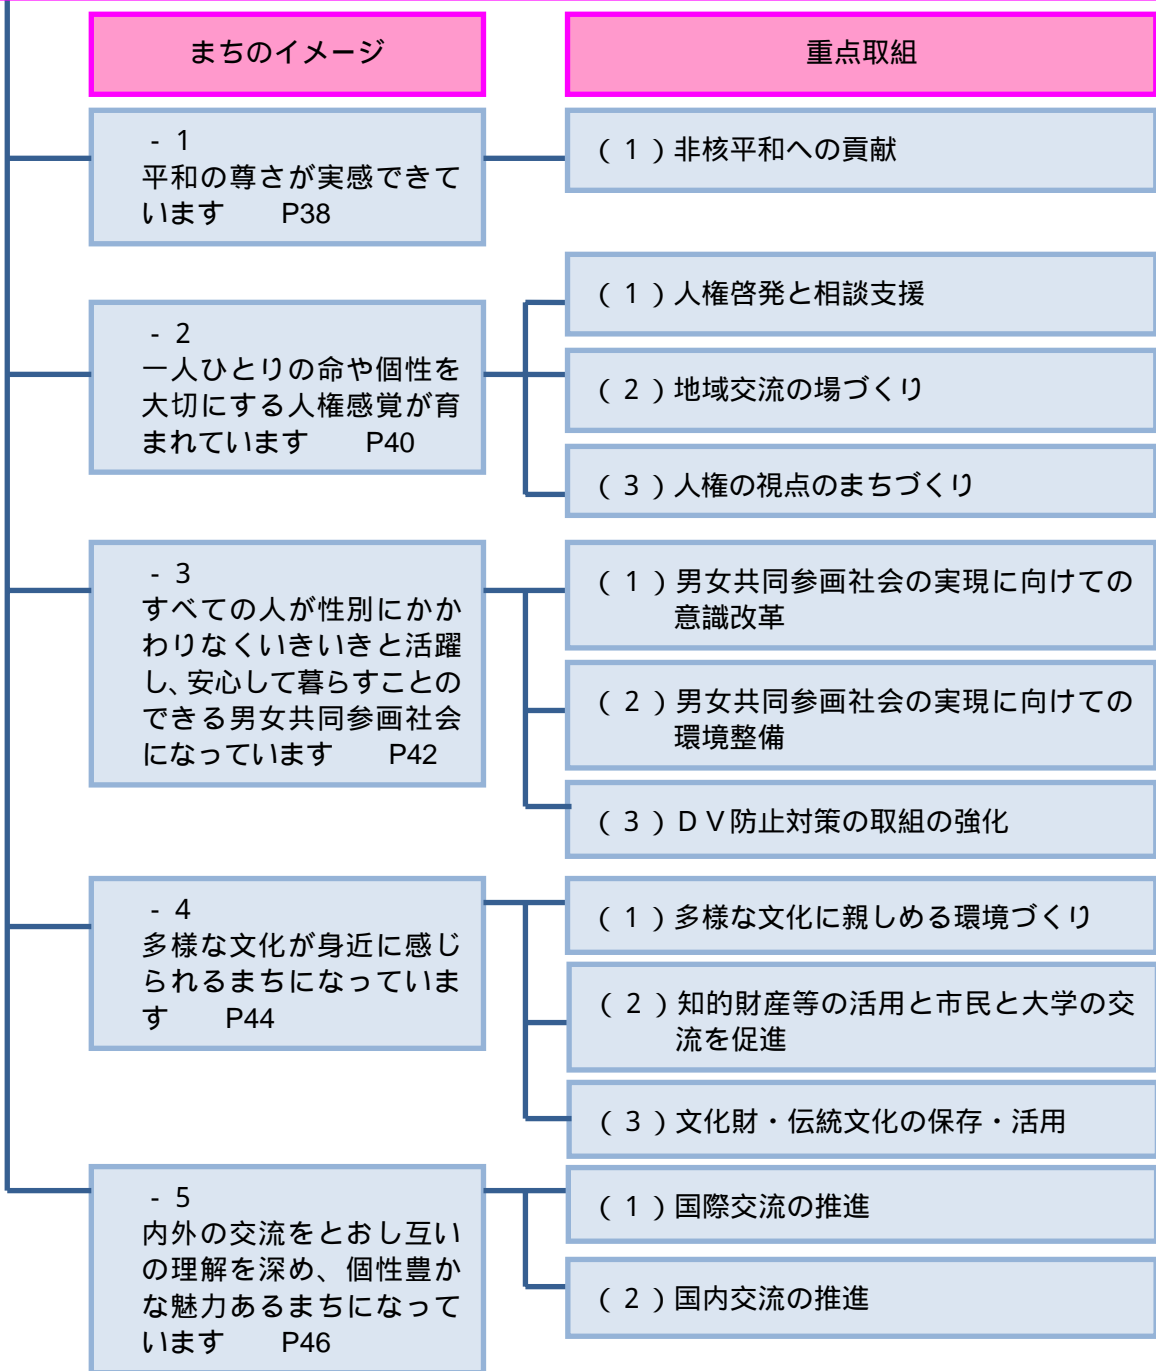 まちのイメージ
重点取組
- 1
平和の尊さが実感できて
います　　P38
(1)非核平和への貢献
- 2
一人ひとりの命や個性を
大切にする人権感覚が育
まれています　　P40
(1)人権啓発と相談支援
(2)地域交流の場づくり
(3)人権の視点のまちづくり
- 3
すべての人が性別にかか
わりなくいきいきと活躍
し、安心して暮らすことの
できる男女共同参画社会
になっています　　P42
(1)男女共同参画社会の実現に向けての
意識改革
(2)男女共同参画社会の実現に向けての
環境整備
(3)ＤＶ防止対策の取組の強化
- 4
多様な文化が身近に感じ
られるまちになっていま
す　　P44
(1)多様な文化に親しめる環境づくり
(2)知的財産等の活用と市民と大学の交
流を促進
(3)文化財・伝統文化の保存・活用
- 5
内外の交流をとおし互い
の理解を深め、個性豊か
な魅力あるまちになって
います　　P46
(1)国際交流の推進
(2)国内交流の推進